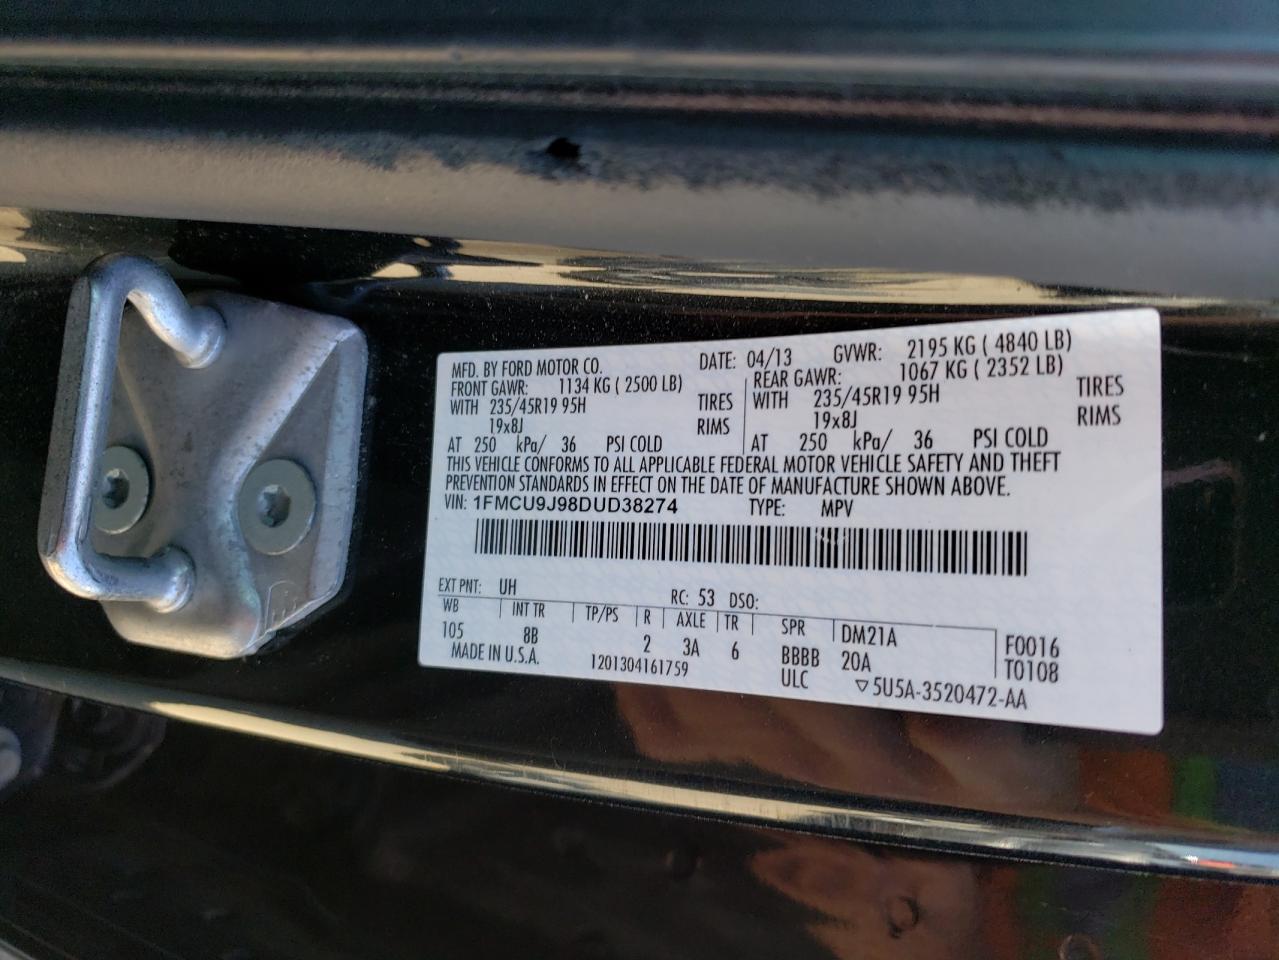 MFD. BY FORD MOTOR CO. DATE: 04/13 GVWR: 2195 KG ( 4840 LB)
FRONT GAWR: 1134 KG ( 2500 LB) REAR GAWR: 1067 KG ( 2352 LB)
WITH 235/45R19 95H TIRES WITH 235/45R19 95H TIRES
19x8J RIMS 19x8J RIMS
AT 250 kPa/ 36 PSI COLD AT 250 kPa/ 36 PSI COLD
THIS VEHICLE CONFORMS TO ALL APPLICABLE FEDERAL MOTOR VEHICLE SAFETY AND THEFT
PREVENTION STANDARDS IN EFFECT ON THE DATE OF MANUFACTURE SHOWN ABOVE.
VIN: 1FMCU9J98DUD38274 TYPE: MPV
EXT PNT: UH RC: 53 DSO:
WB INT TR TP/PS R AXLE TR SPR DM21A F0016
105 8B 2 3A 6 BBBB 20A T0108
MADE IN U.S.A. 1201304161759 ULC ▽5U5A-3520472-AA